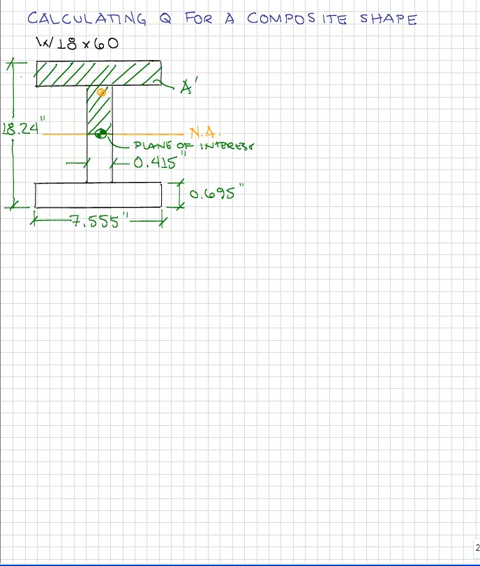 CALCULATING Q FOR A COMPOSITE SHAPE
W18x60
A'
18.24"
N.A.
PLANE OF INTEREST
0.415"
0.695"
7.555"
2